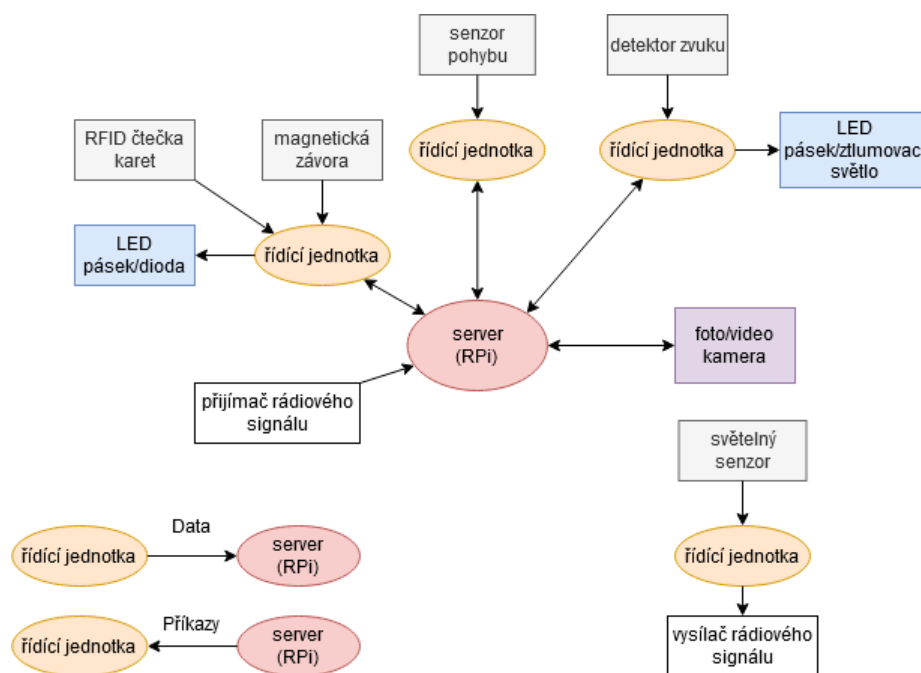 senzor
pohybu
detektor zvuku
RFID čtečka
karet
magnetická
závora
řídící jednotka
řídící jednotka
LED
pásek/ztlumovac
světlo
LED
pásek/dioda
řídící jednotka
server
(RPi)
foto/video
kamera
přijímač rádiového
signálu
světelný
senzor
Data
řídící jednotka
server
(RPi)
řídící jednotka
Příkazy
řídící jednotka
server
(RPi)
vysílač rádiového
signálu